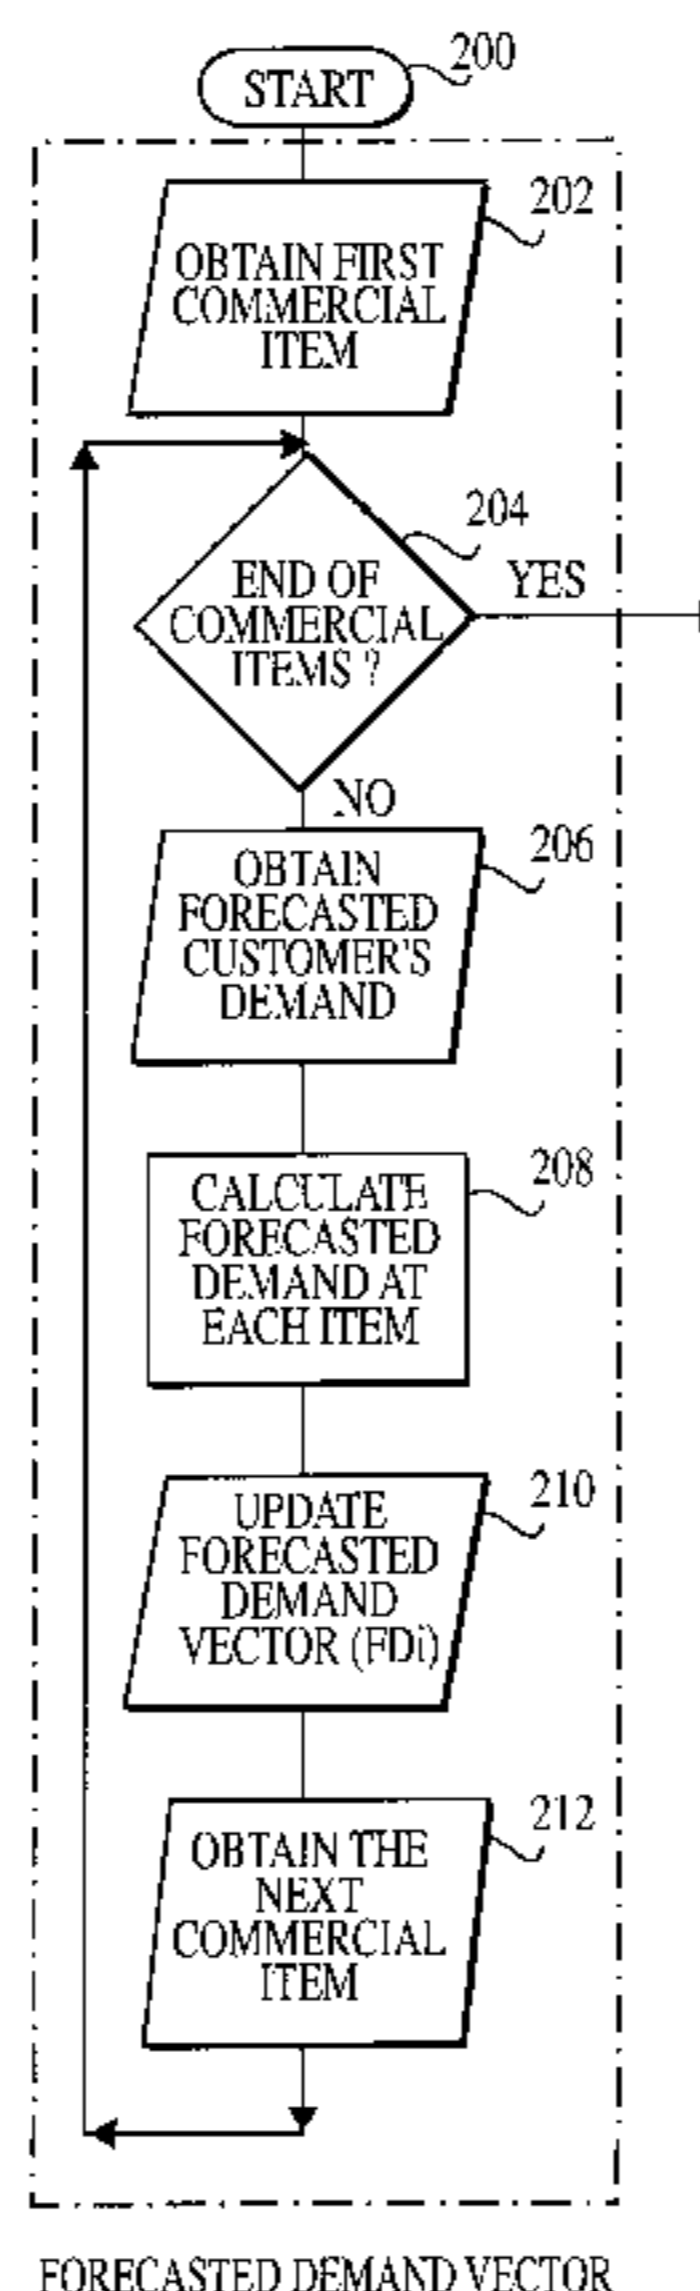 START
200
202
OBTAIN FIRST
COMMERCIAL
ITEM
204
END OF
COMMERCIAL
ITEMS ?
YES
NO
206
OBTAIN
FORECASTED
CUSTOMER'S
DEMAND
208
CALCULATE
FORECASTED
DEMAND AT
EACH ITEM
210
UPDATE
FORECASTED
DEMAND
VECTOR (FDi)
212
OBTAIN THE
NEXT
COMMERCIAL
ITEM
FORECASTED DEMAND VECTOR